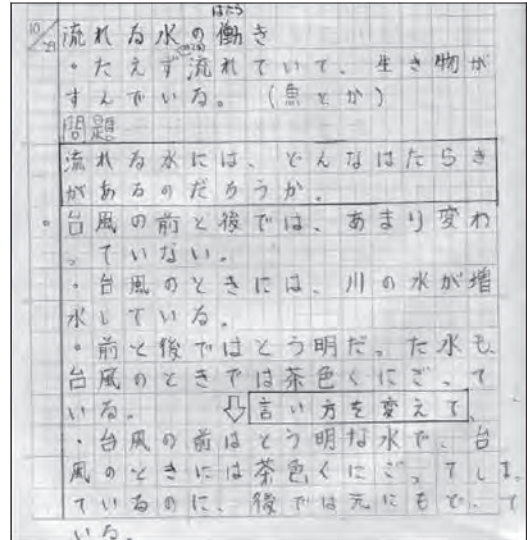 10/29
はたら
流れる水の働き
・たえず流れていて、生き物が
すんでいる。(魚とか)
問題
流れる水には、どんなはたらき
があるのだろうか。
・台風の前と後では、あまり変わ
っていない。
・台風のときには、川の水が増
水している。
・前と後ではとう明だった水も、
台風のときでは茶色くにごって
いる。 ⇩言い方を変えて、
・台風の前はとう明な水で、台
風のときには茶色くにごってしまっ
ているのに、後では元にもどって
いる。